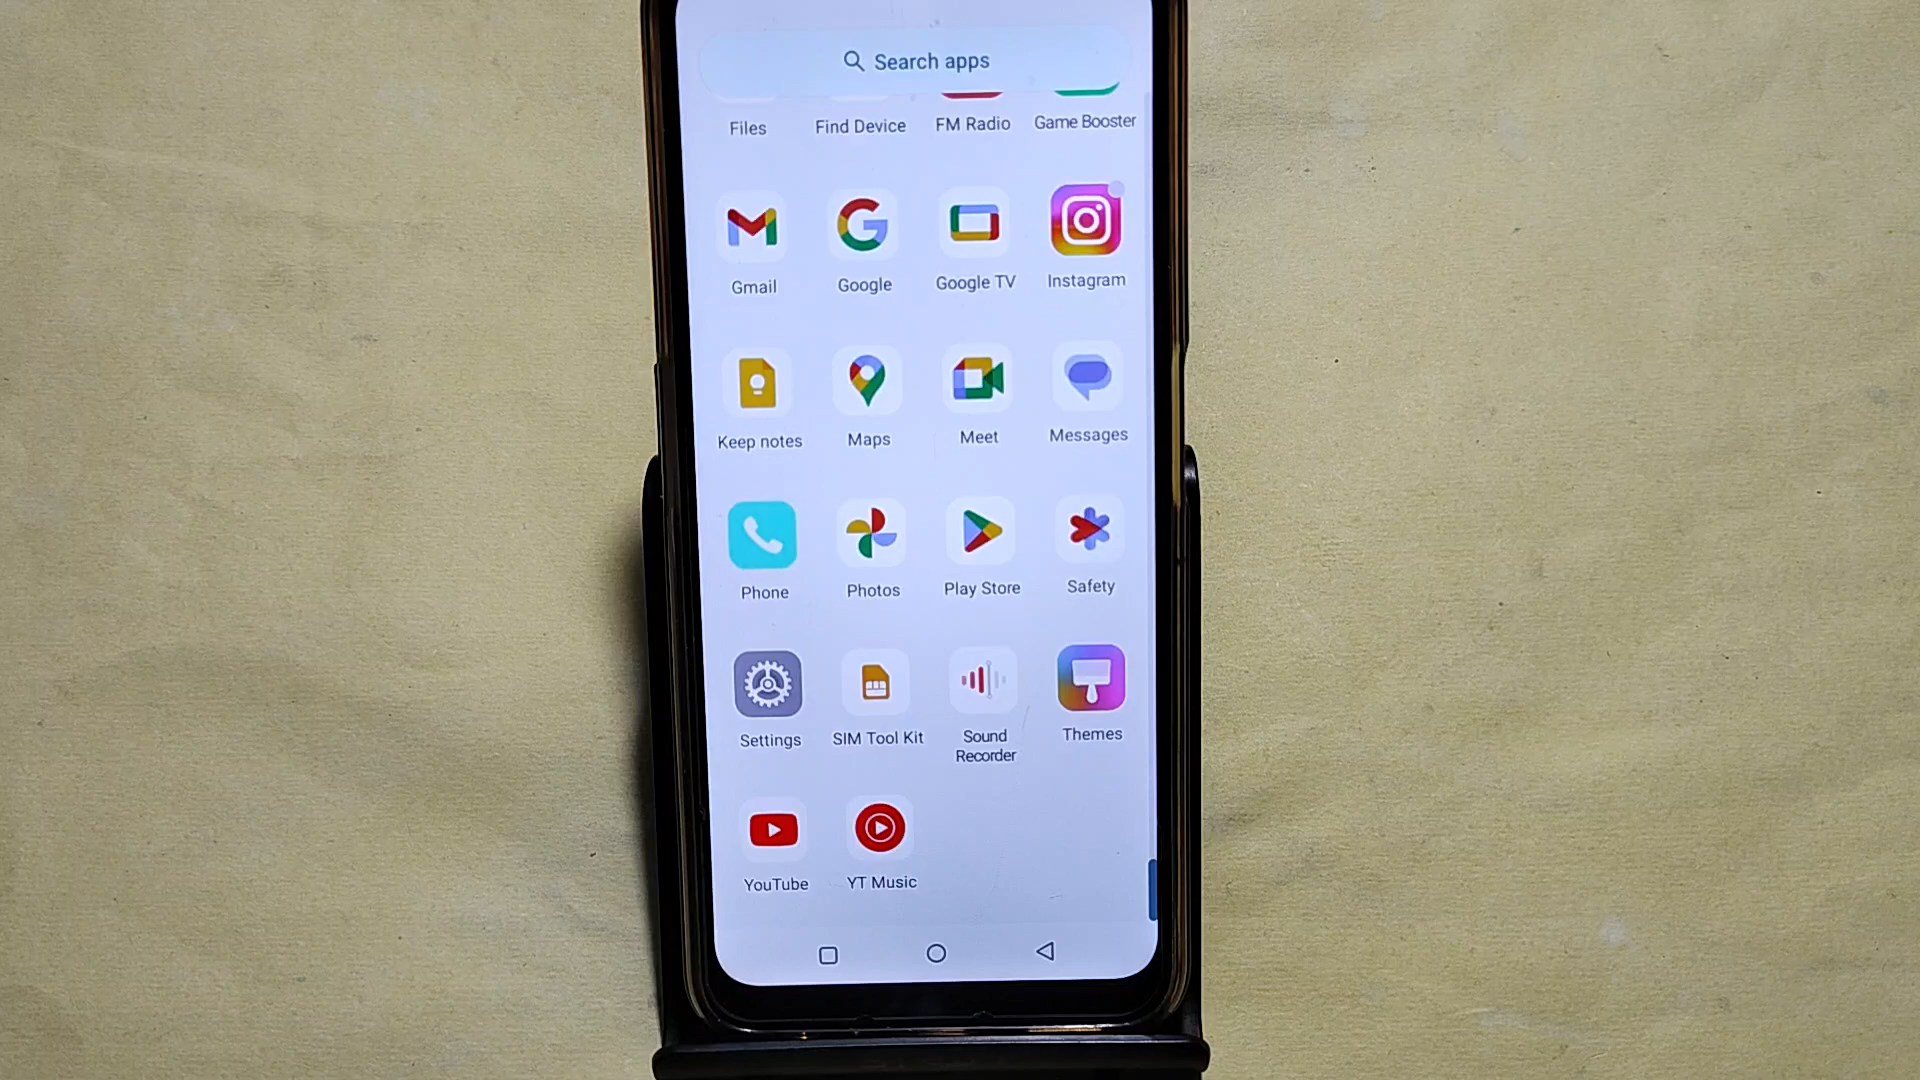 Search apps
Files Find Device FM Radio Game Booster
Gmail Google Google TV Instagram
Keep notes Maps Meet Messages
Phone Photos Play Store Safety
Settings SIM Tool Kit Sound Recorder Themes
YouTube YT Music